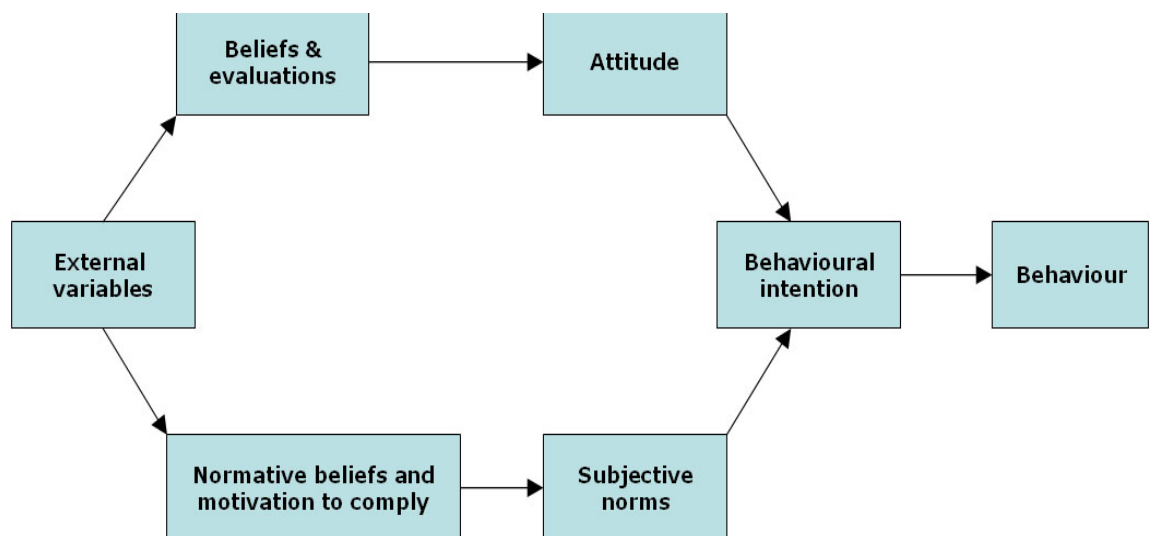 Beliefs &
evaluations
Attitude
External
variables
Behavioural
intention
Behaviour
Normative beliefs and
motivation to comply
Subjective
norms